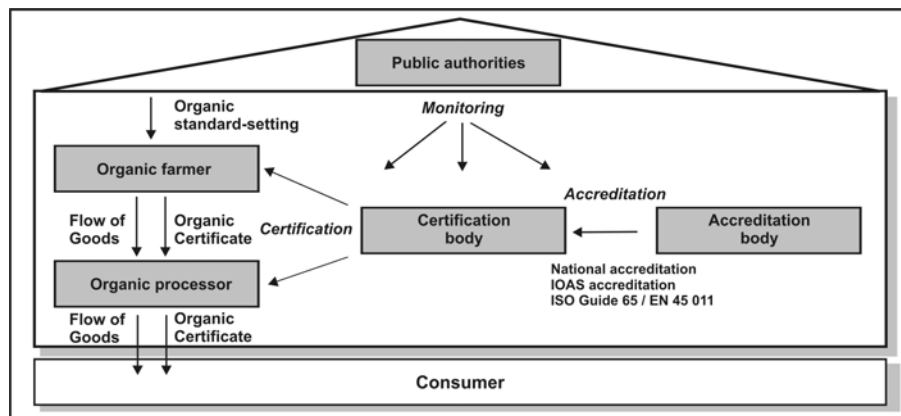 Public authorities
Organic
standard-setting
Monitoring
Organic farmer
Accreditation
Flow of
Goods
Organic
Certificate
Certification
Certification
body
Accreditation
body
National accreditation
IOAS accreditation
ISO Guide 65 / EN 45 011
Organic processor
Flow of
Goods
Organic
Certificate
Consumer